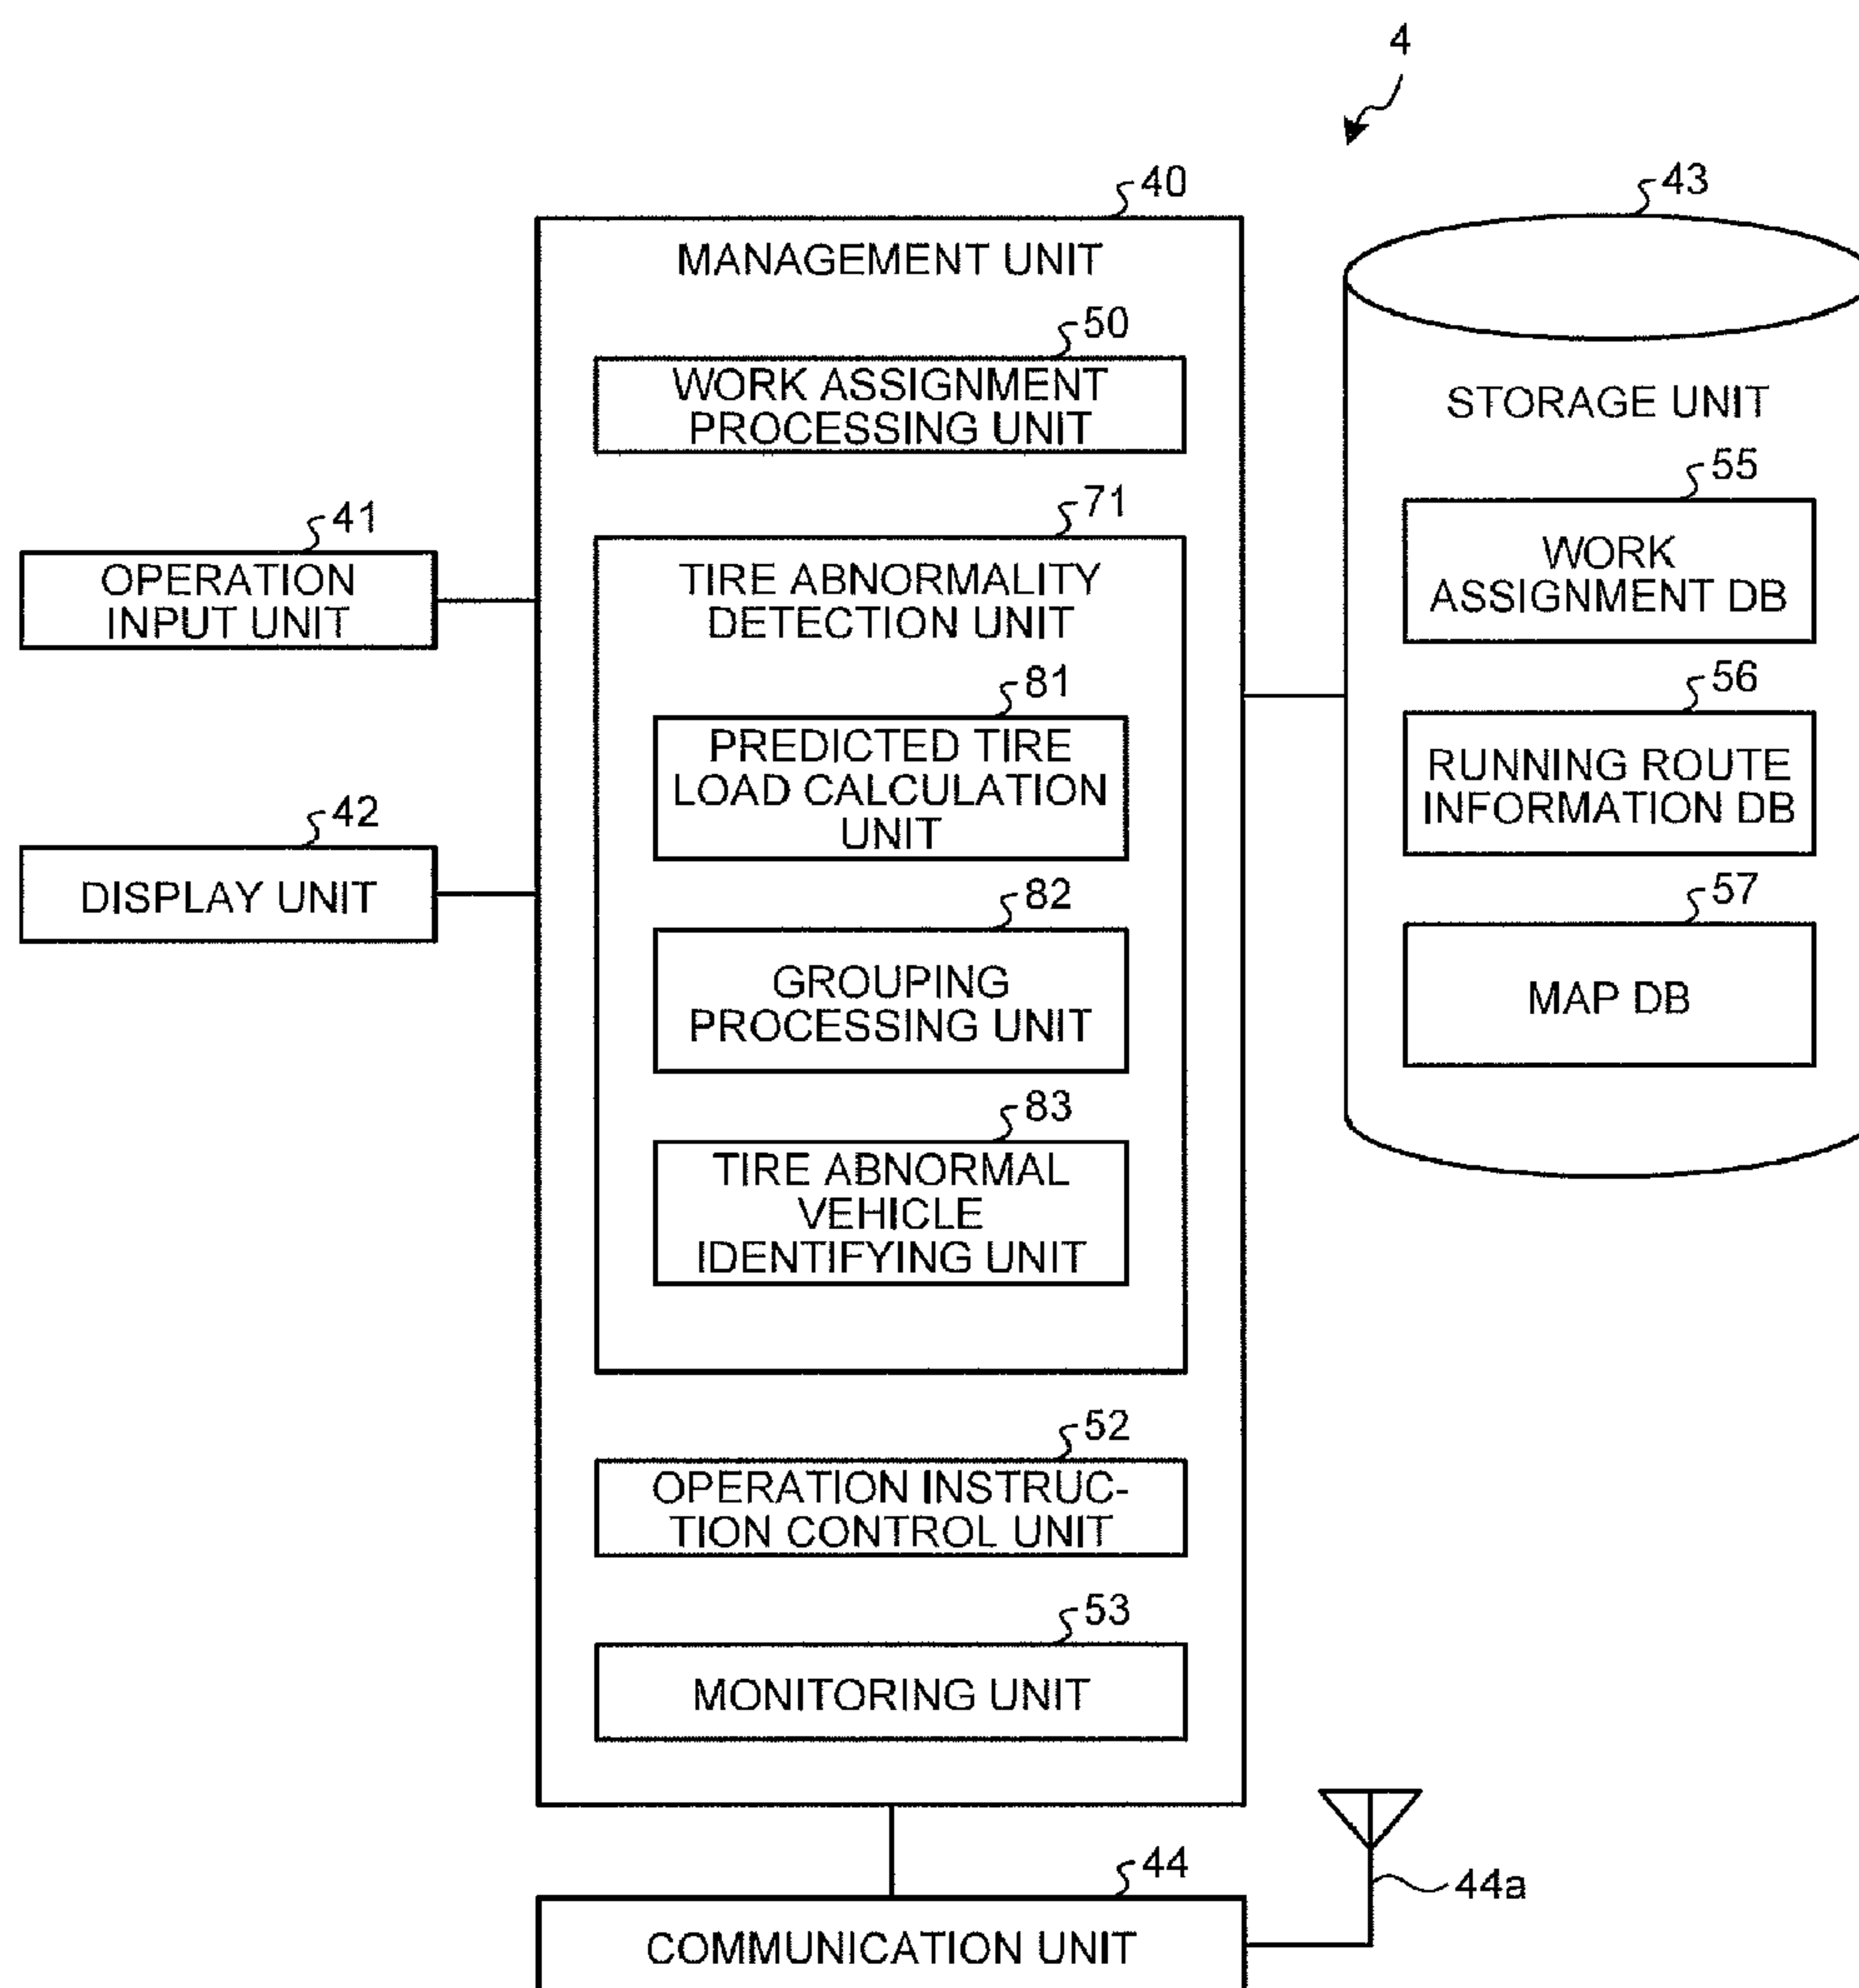 4
40
MANAGEMENT UNIT
50
WORK ASSIGNMENT
PROCESSING UNIT
71
TIRE ABNORMALITY
DETECTION UNIT
81
PREDICTED TIRE
LOAD CALCULATION
UNIT
82
GROUPING
PROCESSING UNIT
83
TIRE ABNORMAL
VEHICLE
IDENTIFYING UNIT
52
OPERATION INSTRUC-
TION CONTROL UNIT
53
MONITORING UNIT
41
OPERATION
INPUT UNIT
42
DISPLAY UNIT
43
STORAGE UNIT
55
WORK
ASSIGNMENT DB
56
RUNNING ROUTE
INFORMATION DB
57
MAP DB
44
COMMUNICATION UNIT
44a